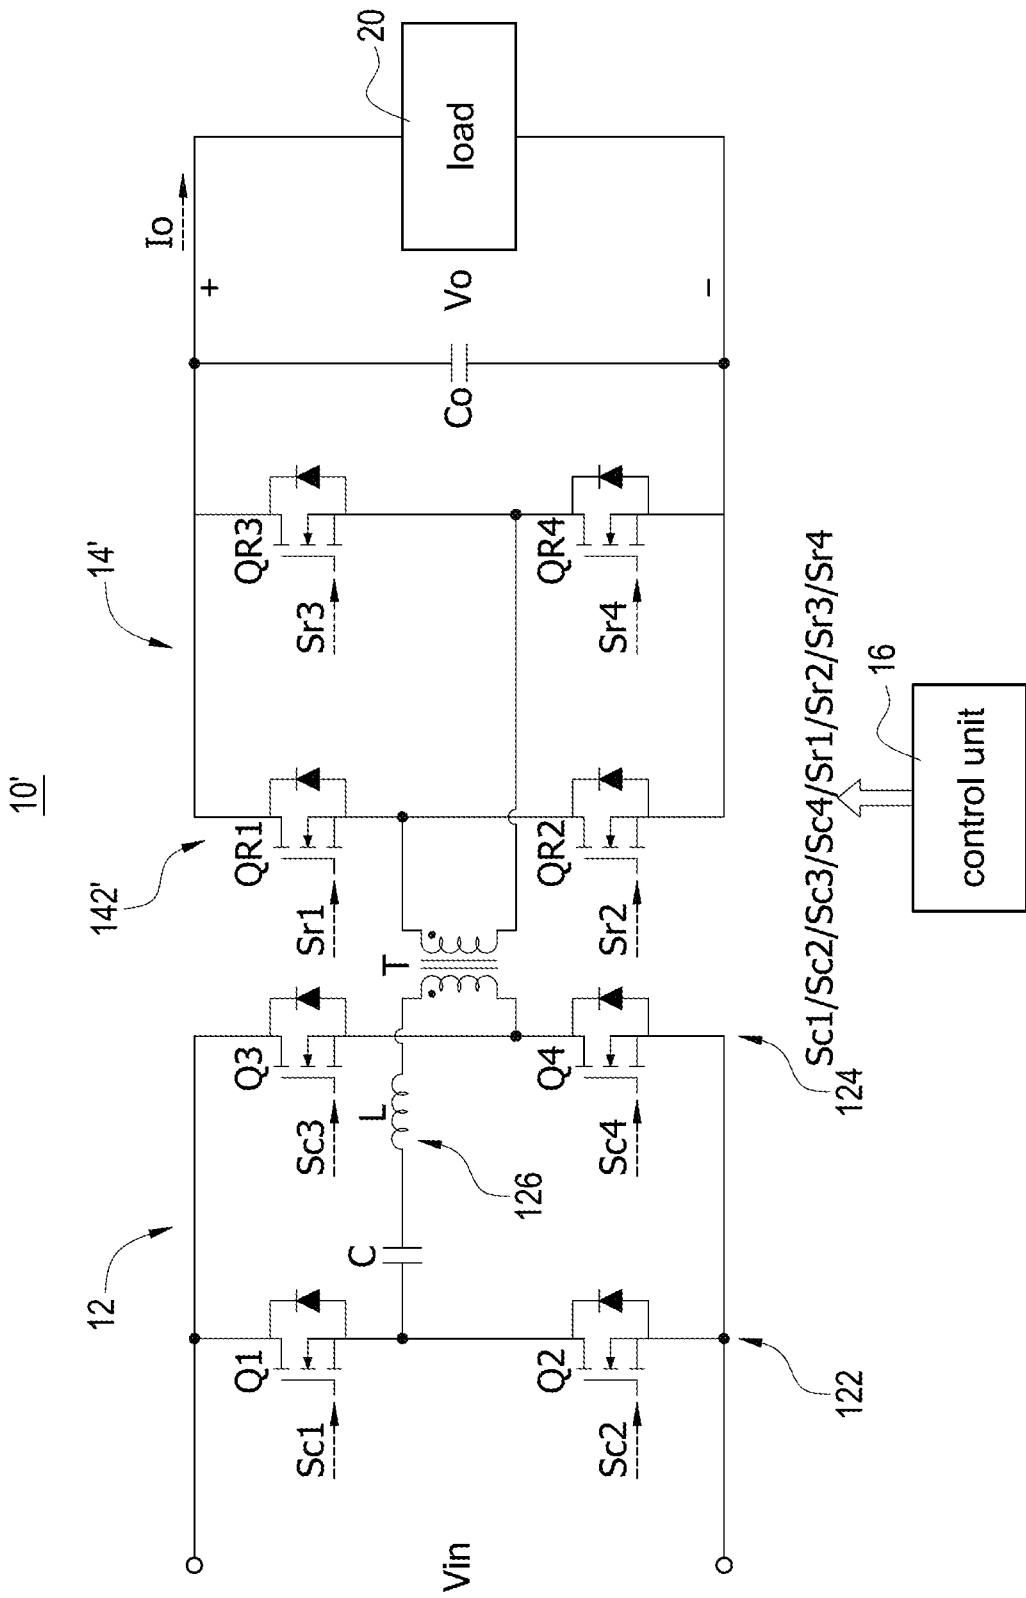 10'
12
142'
14'
Io
20
Vin
Q1
Sc1
Q2
Sc2
C
L
126
Q3
Sc3
Q4
Sc4
T
QR1
Sr1
QR2
Sr2
QR3
Sr3
QR4
Sr4
Co
+
Vo
−
load
122
124
Sc1/Sc2/Sc3/Sc4/Sr1/Sr2/Sr3/Sr4
16
control unit